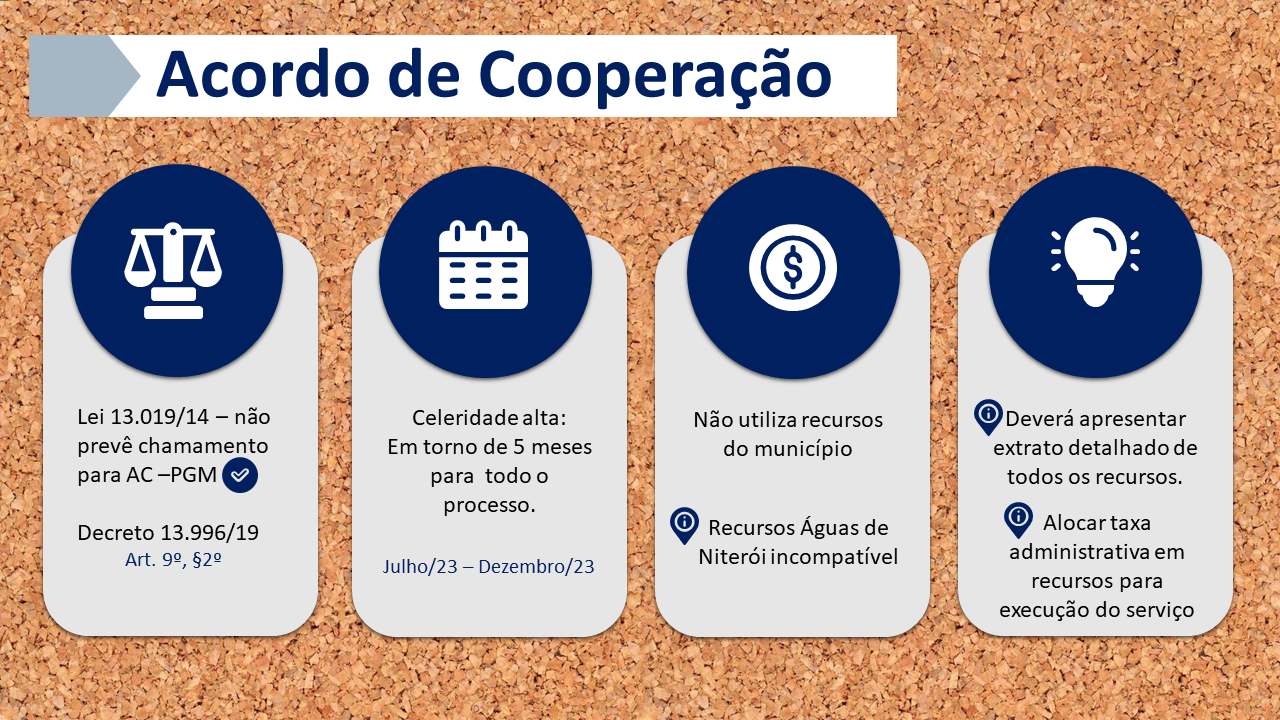 Acordo de Cooperação
Lei 13.019/14 – não
prevê chamamento
para AC –PGM
Decreto 13.996/19
Art. 9º, §2º
Celeridade alta:
Em torno de 5 meses
para todo o
processo.
Julho/23 – Dezembro/23
Não utiliza recursos
do município
Recursos Águas de
Niterói incompatível
Deverá apresentar
extrato detalhado de
todos os recursos.
Alocar taxa
administrativa em
recursos para
execução do serviço